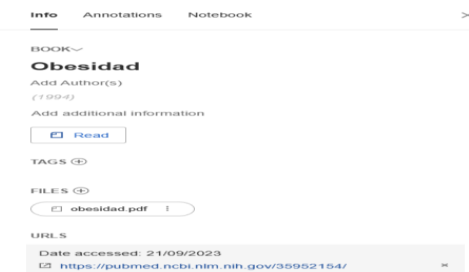 Info Annotations Notebook
BOOK
Obesidad
Add Author(s)
(1994)
Add additional information
Read
TAGS
FILES
obesidad.pdf
URLS
Date accessed: 21/09/2023
https://pubmed.ncbi.nlm.nih.gov/35952154/